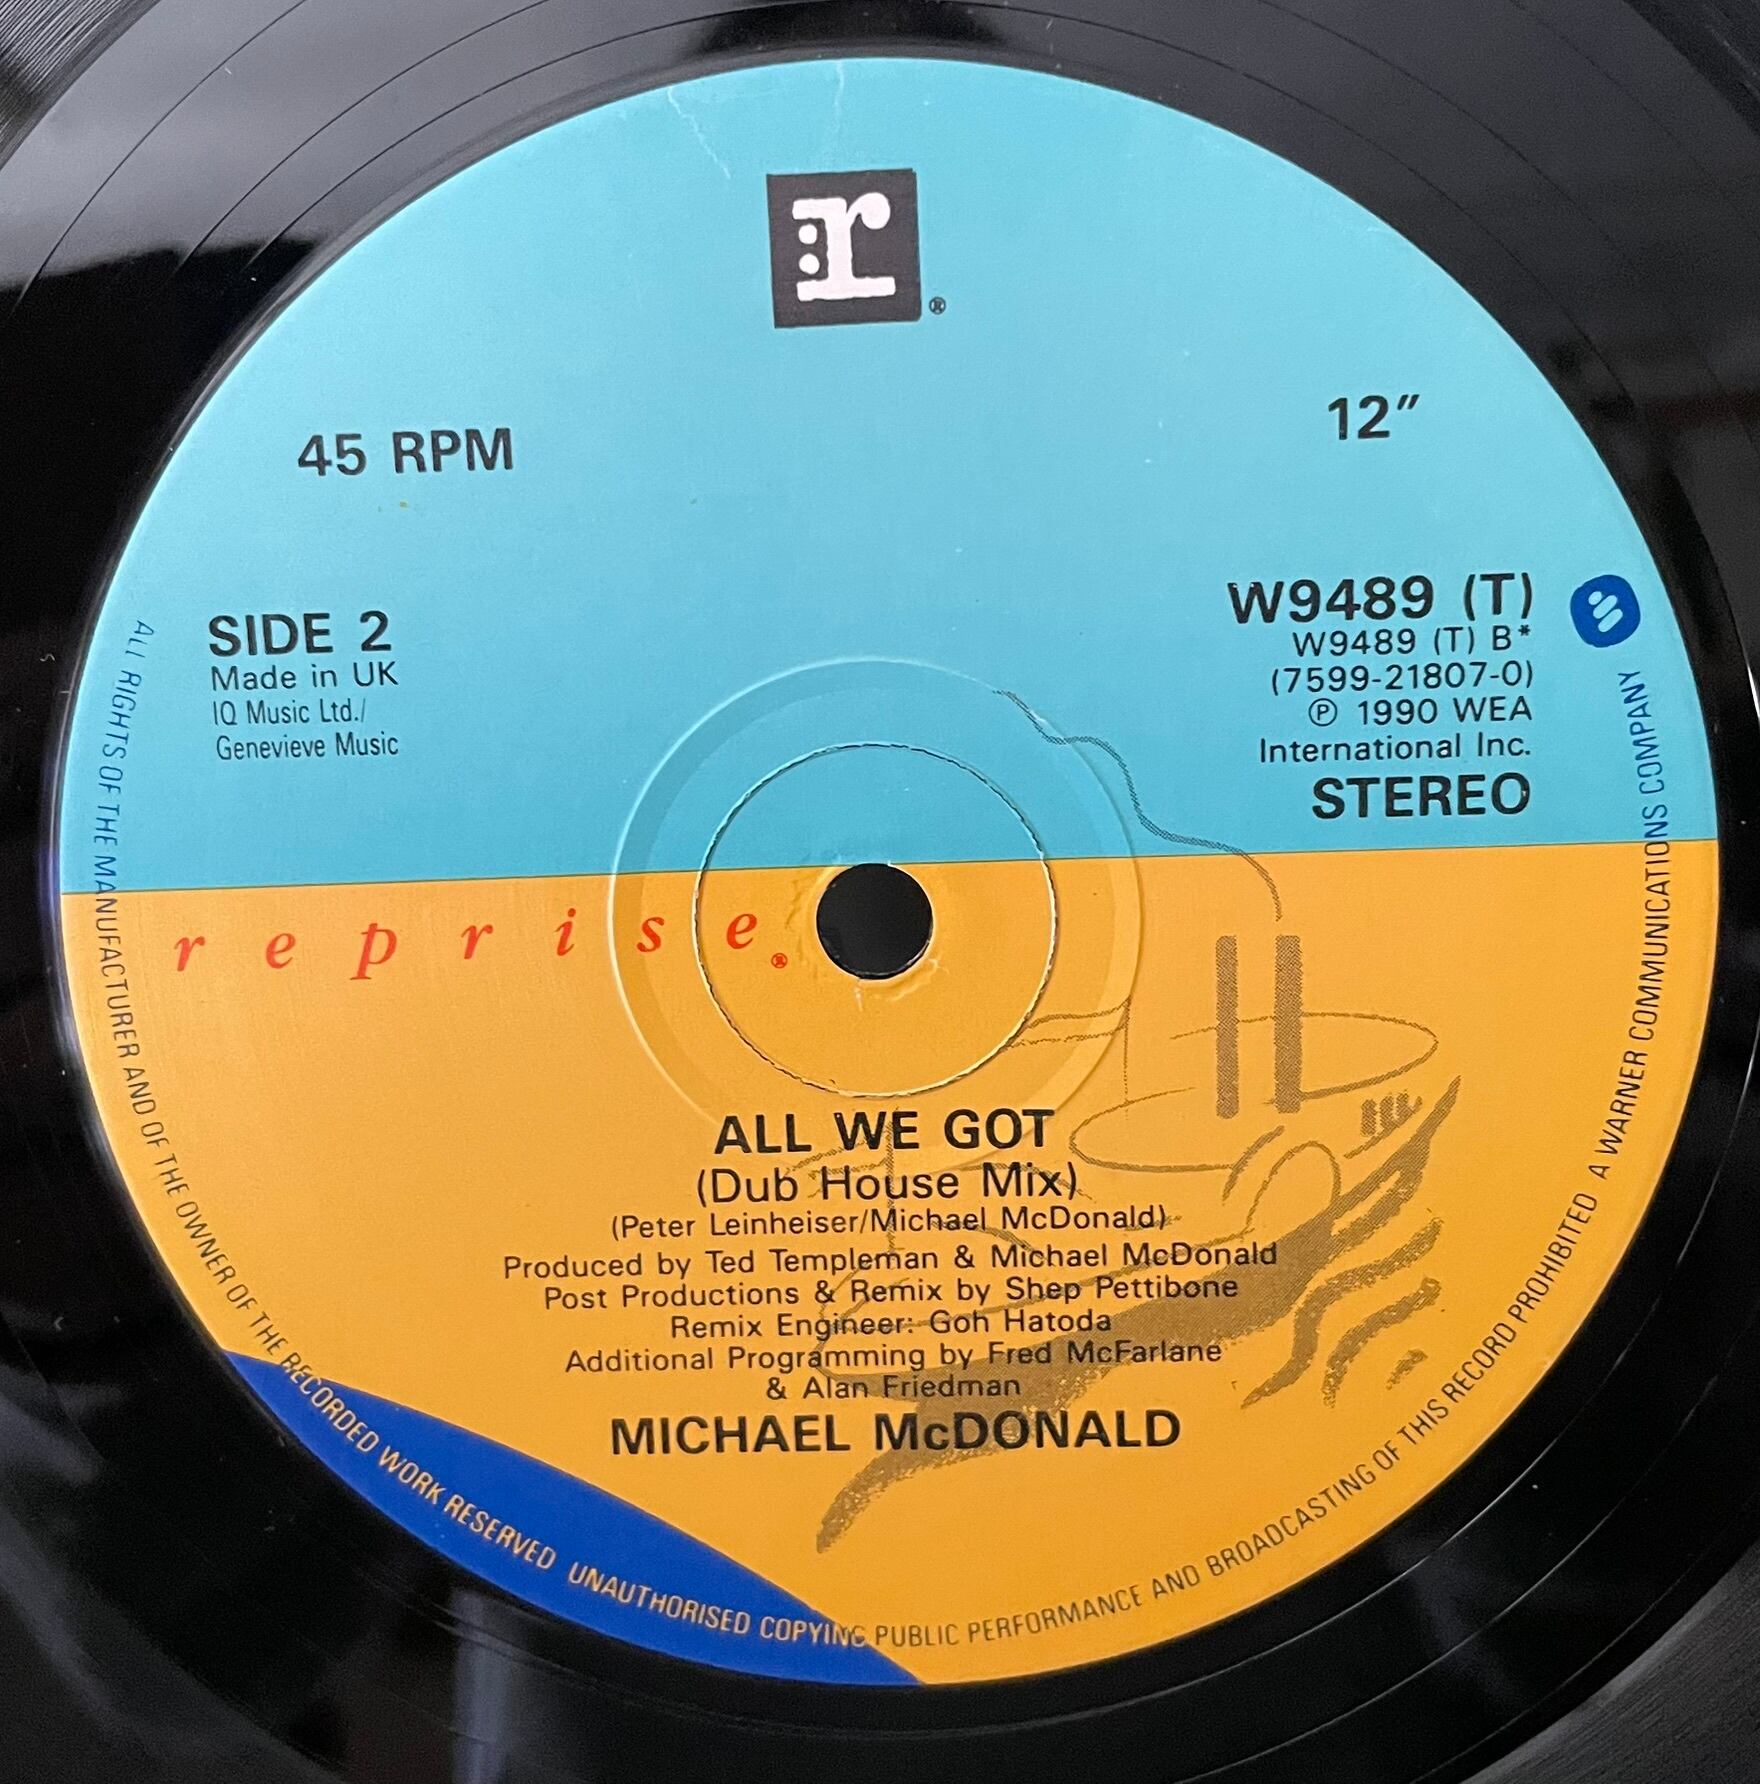 r ®
45 RPM
12"
SIDE 2
Made in UK
IQ Music Ltd./
Genevieve Music
W9489 (T)
W9489 (T) B*
(7599-21807-0)
℗ 1990 WEA
International Inc.
STEREO
reprise®
ALL WE GOT
(Dub House Mix)
(Peter Leinheiser/Michael McDonald)
Produced by Ted Templeman & Michael McDonald
Post Productions & Remix by Shep Pettibone
Remix Engineer: Goh Hatoda
Additional Programming by Fred McFarlane
& Alan Friedman
MICHAEL McDONALD
ALL RIGHTS OF THE MANUFACTURER AND OF THE OWNER OF THE RECORDED WORK RESERVED UNAUTHORISED COPYING PUBLIC PERFORMANCE AND BROADCASTING OF THIS RECORD PROHIBITED A WARNER COMMUNICATIONS COMPANY